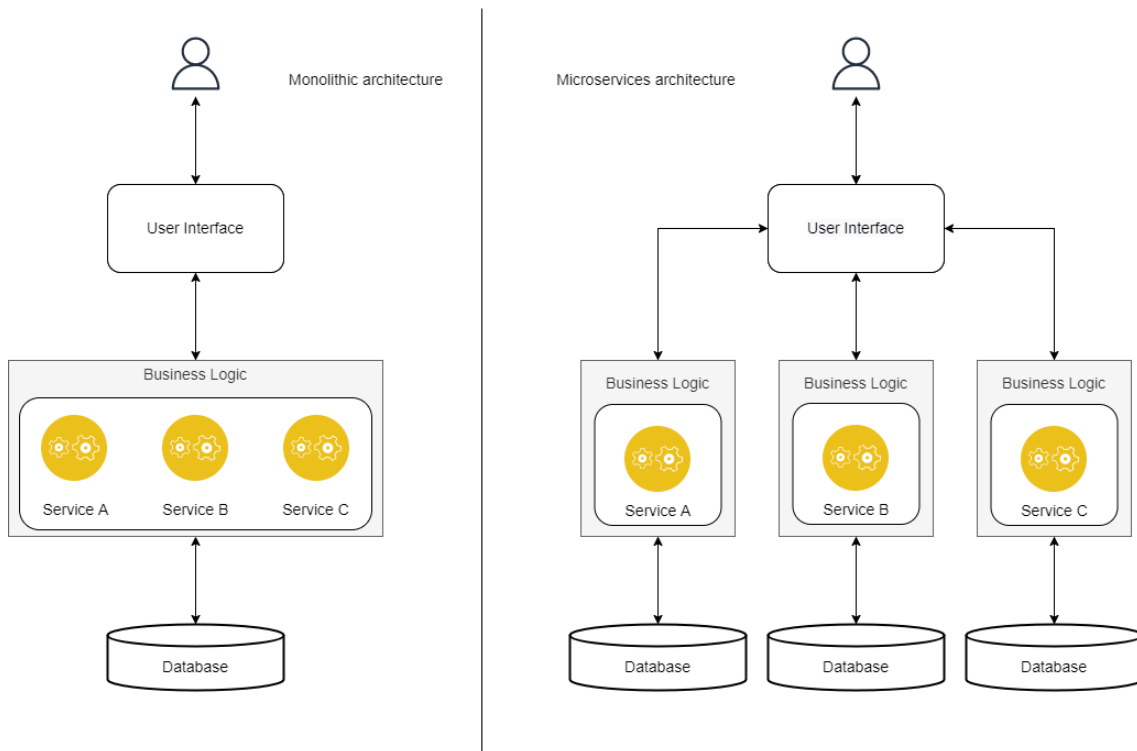 Monolithic architecture
User Interface
Business Logic
Service A
Service B
Service C
Database
Microservices architecture
User Interface
Business Logic
Business Logic
Business Logic
Service A
Service B
Service C
Database
Database
Database